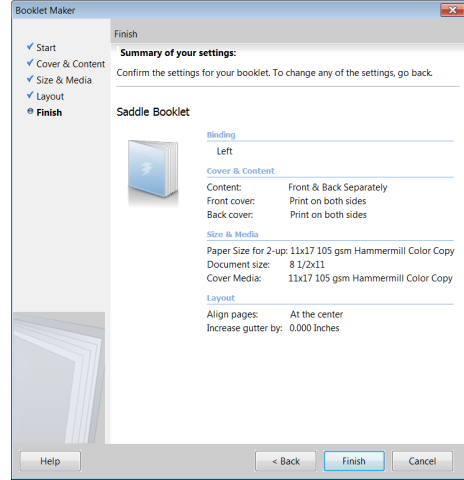 Booklet Maker
Start
Cover & Content
Size & Media
Layout
Finish
Finish
Summary of your settings:
Confirm the settings for your booklet. To change any of the settings, go back.
Saddle Booklet
Binding
Left
Cover & Content
Content: Front & Back Separately
Front cover: Print on both sides
Back cover: Print on both sides
Size & Media
Paper Size for 2-up: 11x17 105 gsm Hammermill Color Copy
Document size: 8 1/2x11
Cover Media: 11x17 105 gsm Hammermill Color Copy
Layout
Align pages: At the center
Increase gutter by: 0.000 Inches
Help
< Back
Finish
Cancel